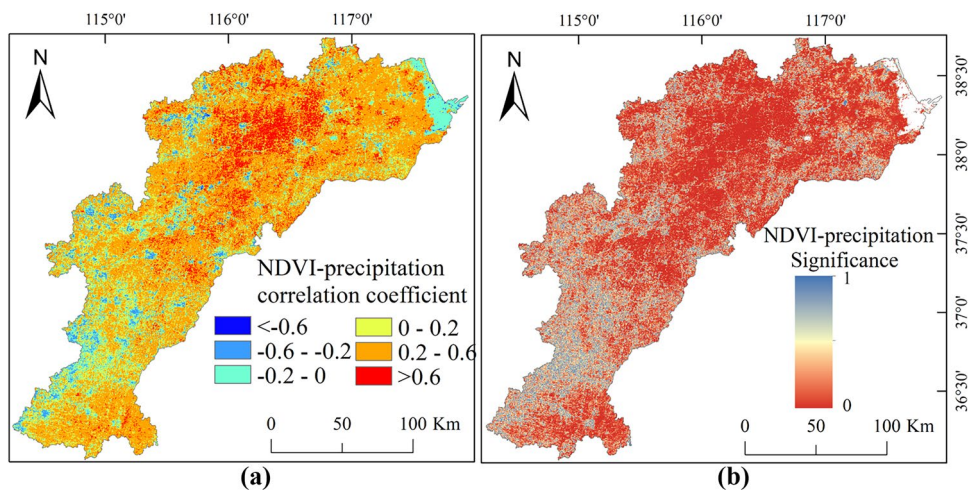 115°0' 116°0' 117°0'
N
NDVI-precipitation
correlation coefficient
<-0.6 0 - 0.2
-0.6 - -0.2 0.2 - 0.6
-0.2 - 0 >0.6
0 50 100 Km
(a)
115°0' 116°0' 117°0'
N
38°30'
38°0'
37°30'
37°0'
36°30'
NDVI-precipitation
Significance
1
0
0 50 100 Km
(b)